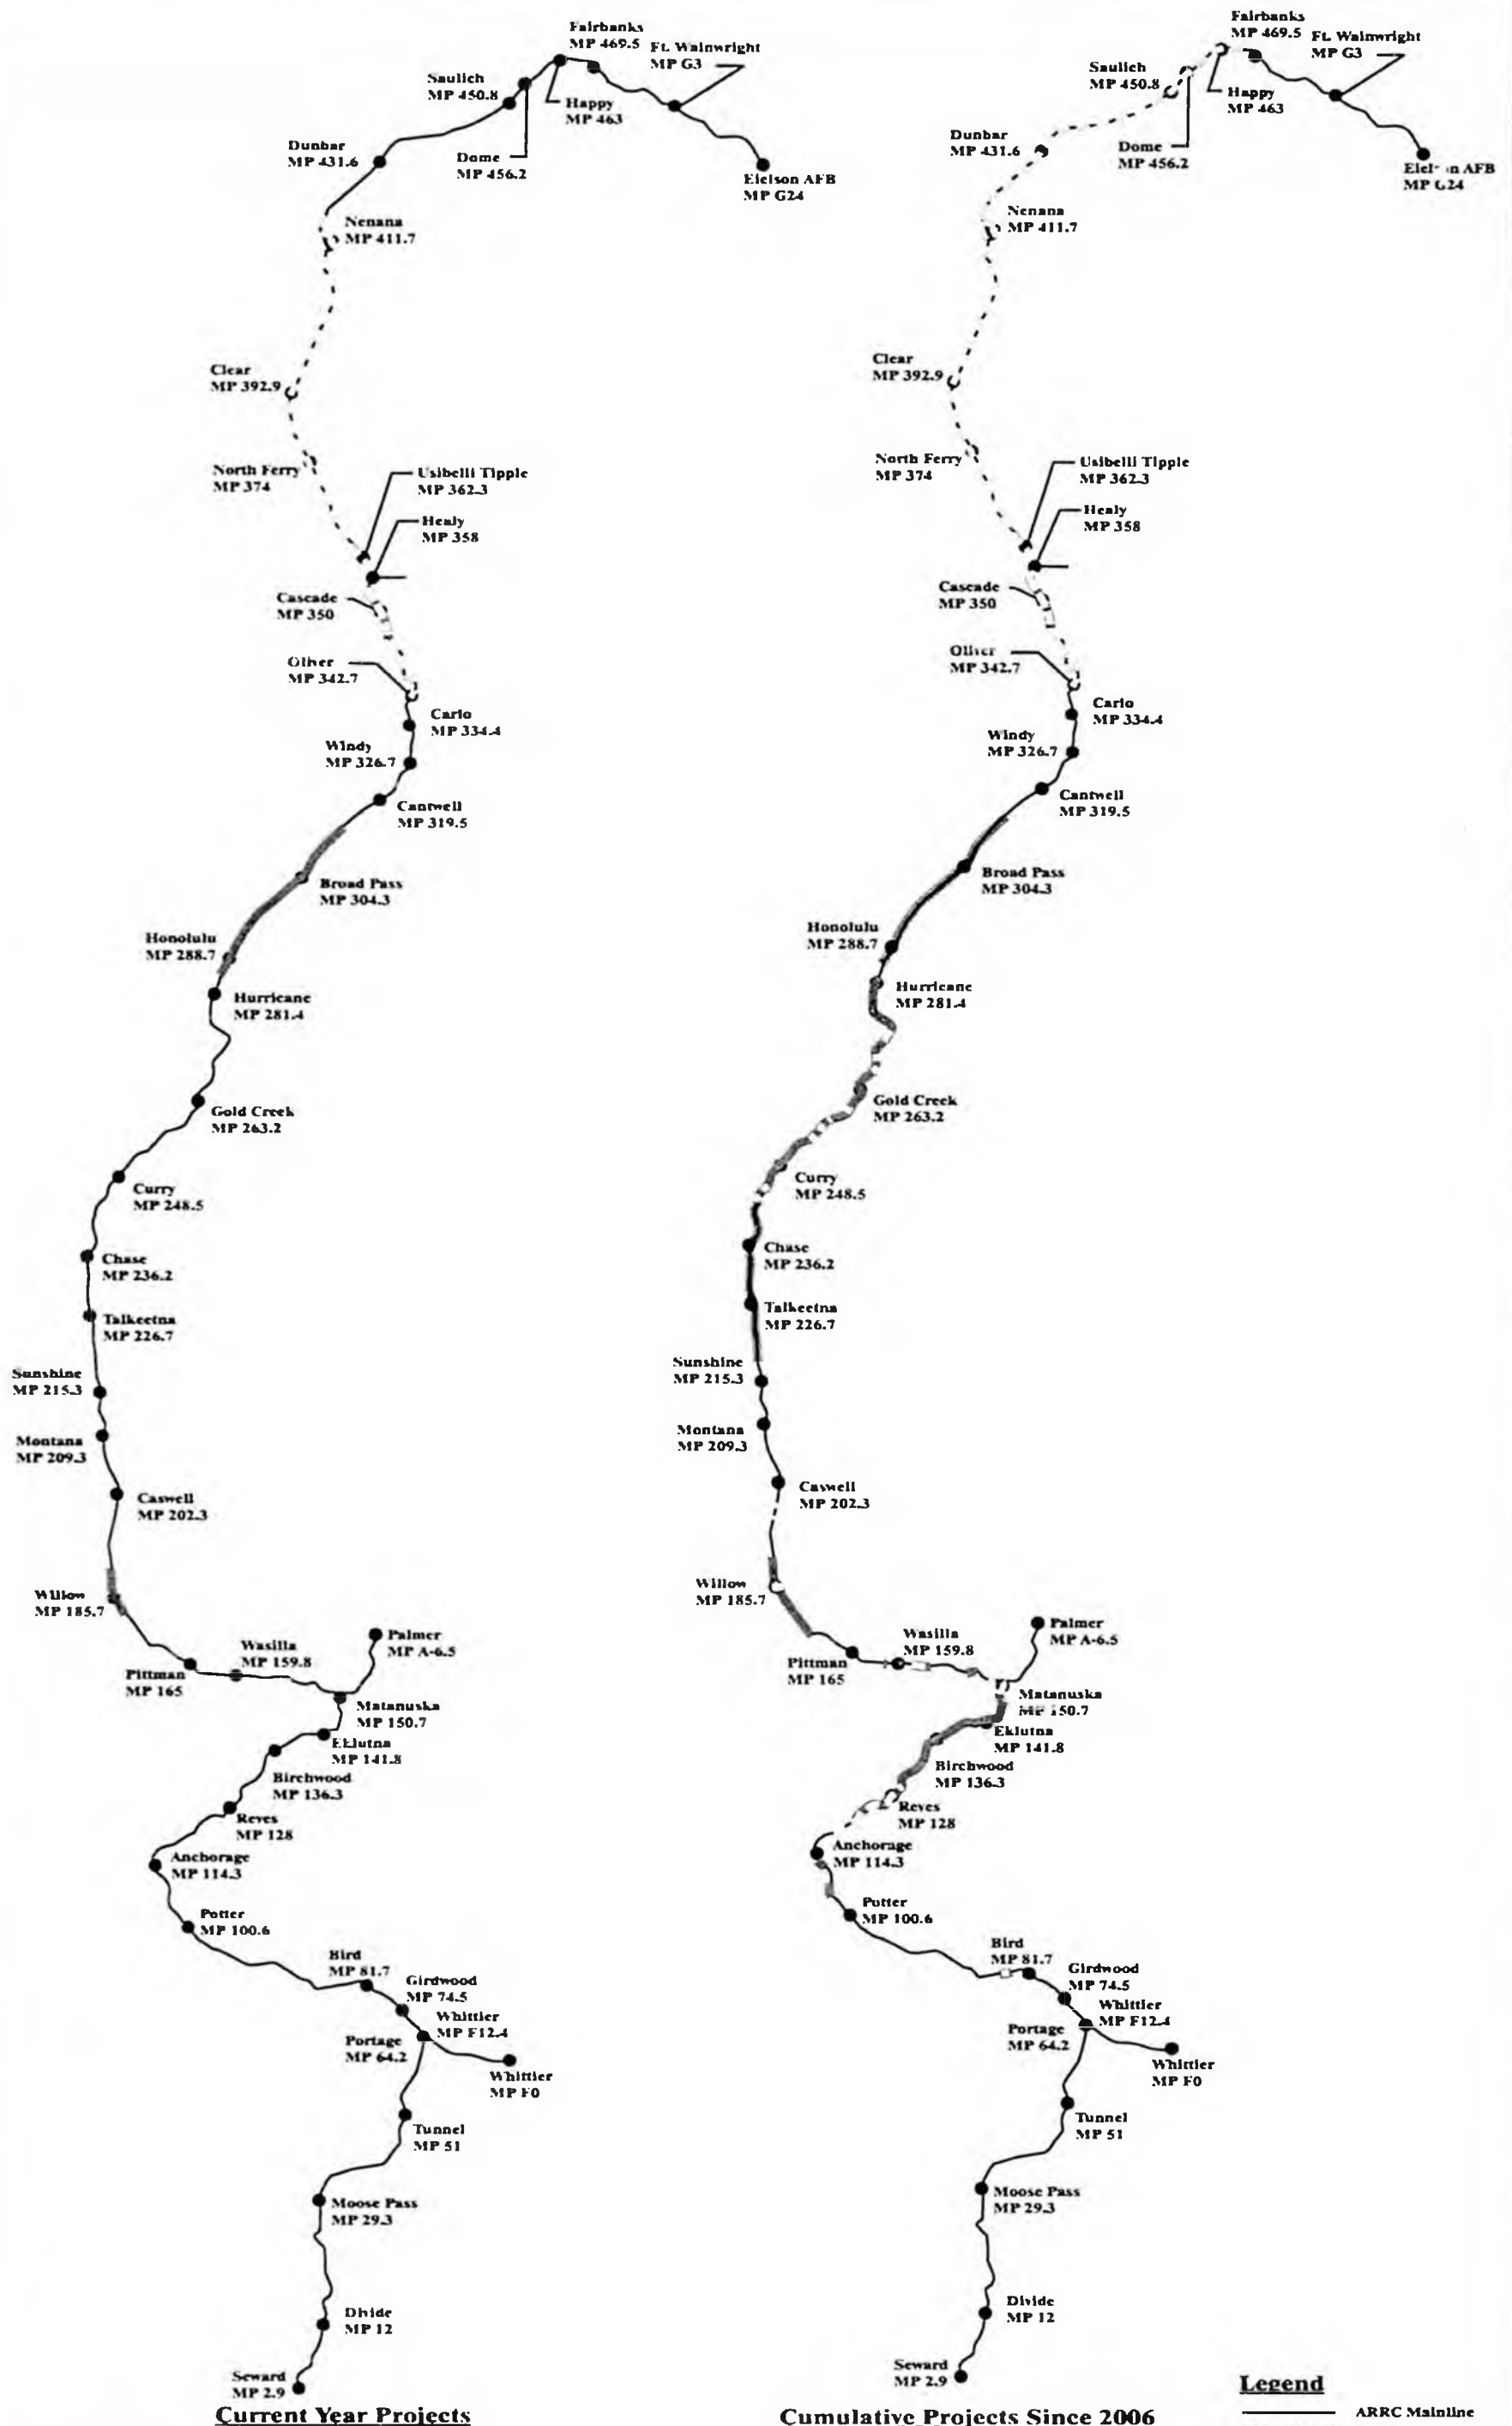 Fairbanks
MP 469.5
Ft. Wainwright
MP G3
Saulich
MP 450.8
Happy
MP 463
Dunbar
MP 431.6
Dome
MP 456.2
Eielson AFB
MP G24
Nenana
MP 411.7
Clear
MP 392.9
North Ferry
MP 374
Usibelli Tipple
MP 362.3
Healy
MP 358
Cascade
MP 350
Oliver
MP 342.7
Carlo
MP 334.4
Windy
MP 326.7
Cantwell
MP 319.5
Broad Pass
MP 304.3
Honolulu
MP 288.7
Hurricane
MP 281.4
Gold Creek
MP 263.2
Curry
MP 248.5
Chase
MP 236.2
Talkeetna
MP 226.7
Sunshine
MP 215.3
Montana
MP 209.3
Caswell
MP 202.3
Willow
MP 185.7
Palmer
MP A-6.5
Wasilla
MP 159.8
Pittman
MP 165
Matanuska
MP 150.7
Eklutna
MP 141.8
Birchwood
MP 136.3
Reves
MP 128
Anchorage
MP 114.3
Potter
MP 100.6
Bird
MP 81.7
Girdwood
MP 74.5
Whittier
MP F12.4
Portage
MP 64.2
Whittier
MP F0
Tunnel
MP 51
Moose Pass
MP 29.3
Divide
MP 12
Seward
MP 2.9
Current Year Projects
Fairbanks
MP 469.5
Ft. Wainwright
MP G3
Saulich
MP 450.8
Happy
MP 463
Dunbar
MP 431.6
Dome
MP 456.2
Eielson AFB
MP G24
Nenana
MP 411.7
Clear
MP 392.9
North Ferry
MP 374
Usibelli Tipple
MP 362.3
Healy
MP 358
Cascade
MP 350
Oliver
MP 342.7
Carlo
MP 334.4
Windy
MP 326.7
Cantwell
MP 319.5
Broad Pass
MP 304.3
Honolulu
MP 288.7
Hurricane
MP 281.4
Gold Creek
MP 263.2
Curry
MP 248.5
Chase
MP 236.2
Talkeetna
MP 226.7
Sunshine
MP 215.3
Montana
MP 209.3
Caswell
MP 202.3
Willow
MP 185.7
Palmer
MP A-6.5
Wasilla
MP 159.8
Pittman
MP 165
Matanuska
MP 150.7
Eklutna
MP 141.8
Birchwood
MP 136.3
Reves
MP 128
Anchorage
MP 114.3
Potter
MP 100.6
Bird
MP 81.7
Girdwood
MP 74.5
Whittier
MP F12.4
Portage
MP 64.2
Whittier
MP F0
Tunnel
MP 51
Moose Pass
MP 29.3
Divide
MP 12
Seward
MP 2.9
Cumulative Projects Since 2006
Legend
ARRC Mainline